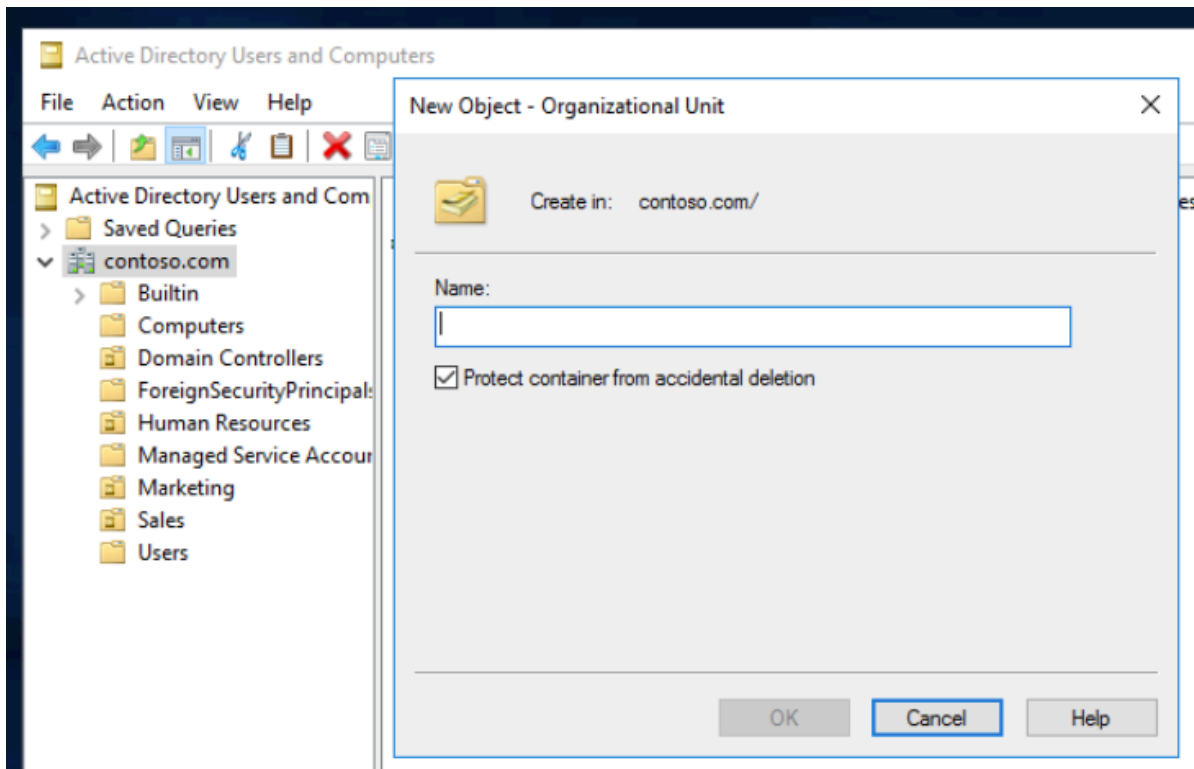 Active Directory Users and Computers
File Action View Help
Active Directory Users and Com
Saved Queries
contoso.com
Builtin
Computers
Domain Controllers
ForeignSecurityPrincipal
Human Resources
Managed Service Accour
Marketing
Sales
Users
New Object - Organizational Unit
Create in: contoso.com/
Name:
Protect container from accidental deletion
OK Cancel Help
es